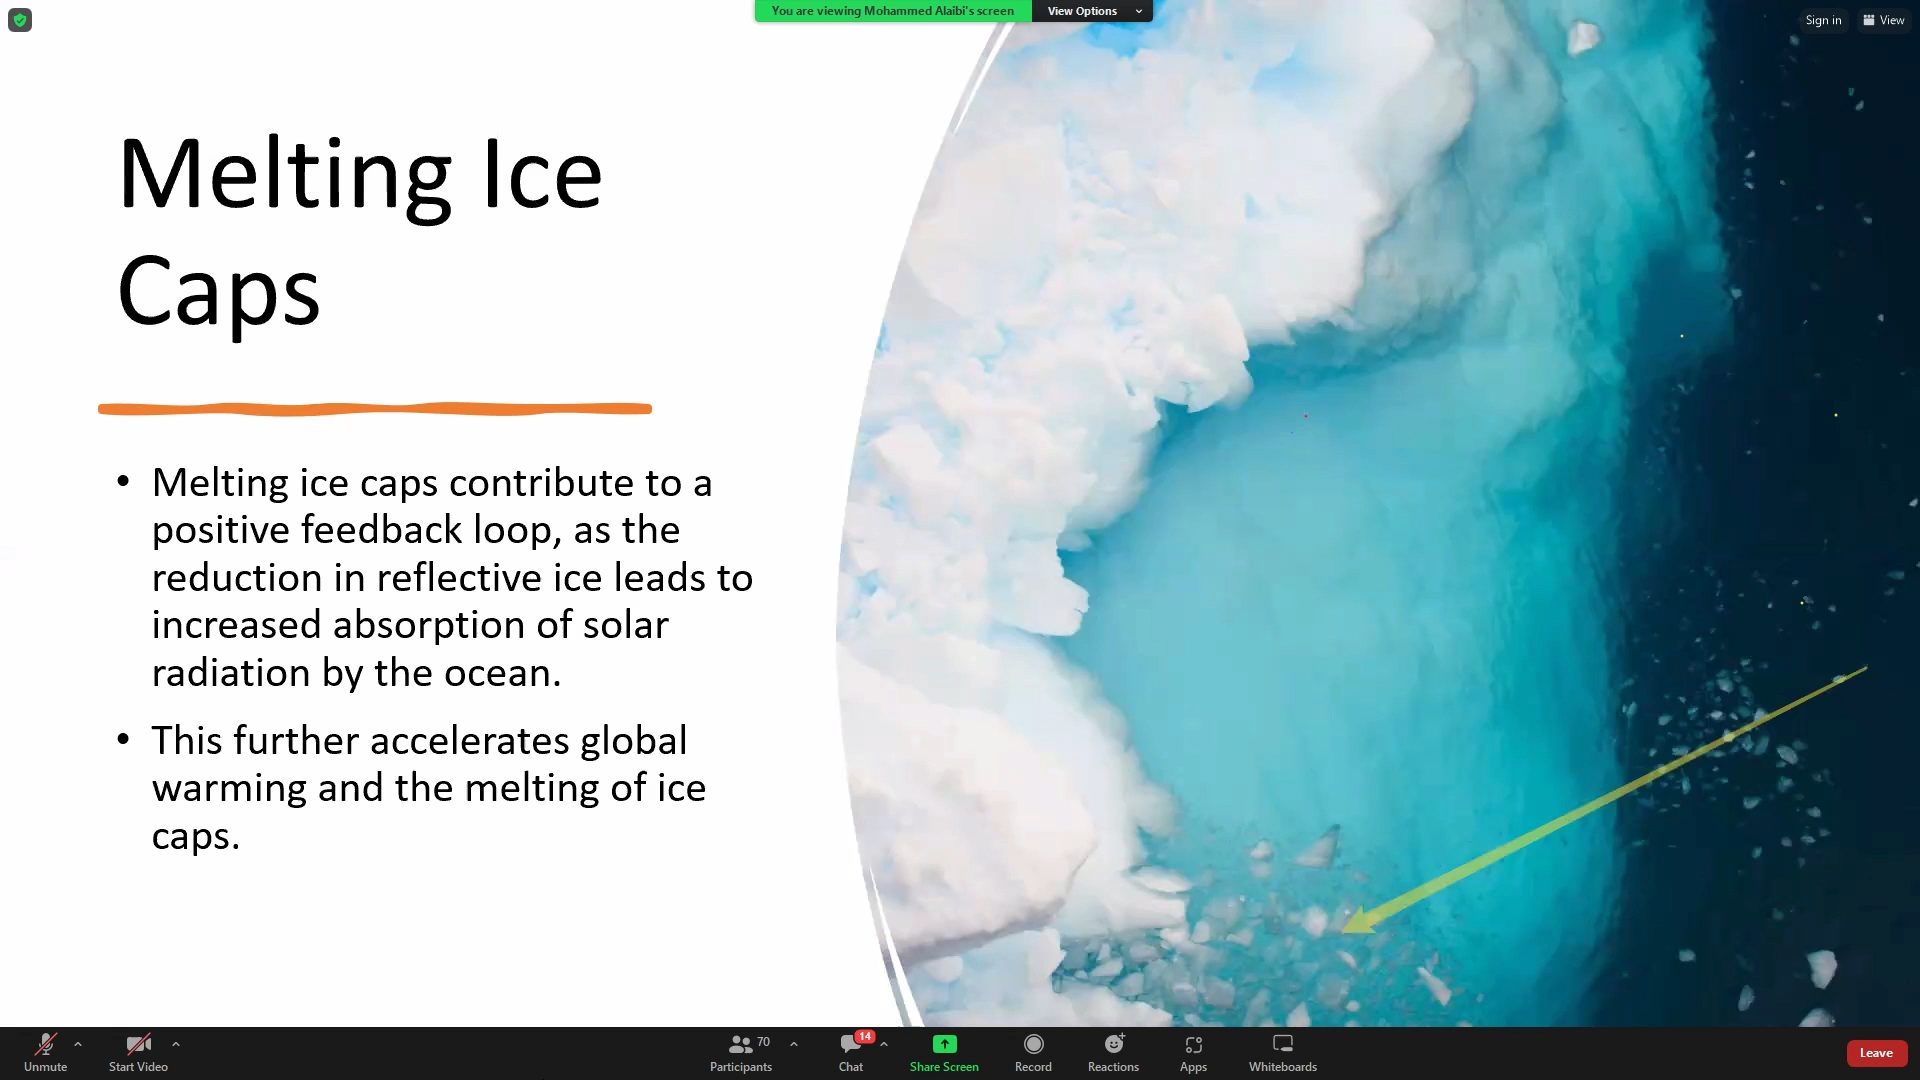 You are viewing Mohammed Alaibi's screen
View Options
Sign in
View
Melting Ice
Caps
• Melting ice caps contribute to a
positive feedback loop, as the
reduction in reflective ice leads to
increased absorption of solar
radiation by the ocean.
• This further accelerates global
warming and the melting of ice
caps.
Unmute
Start Video
70
Participants
14
Chat
Share Screen
Record
Reactions
Apps
Whiteboards
Leave